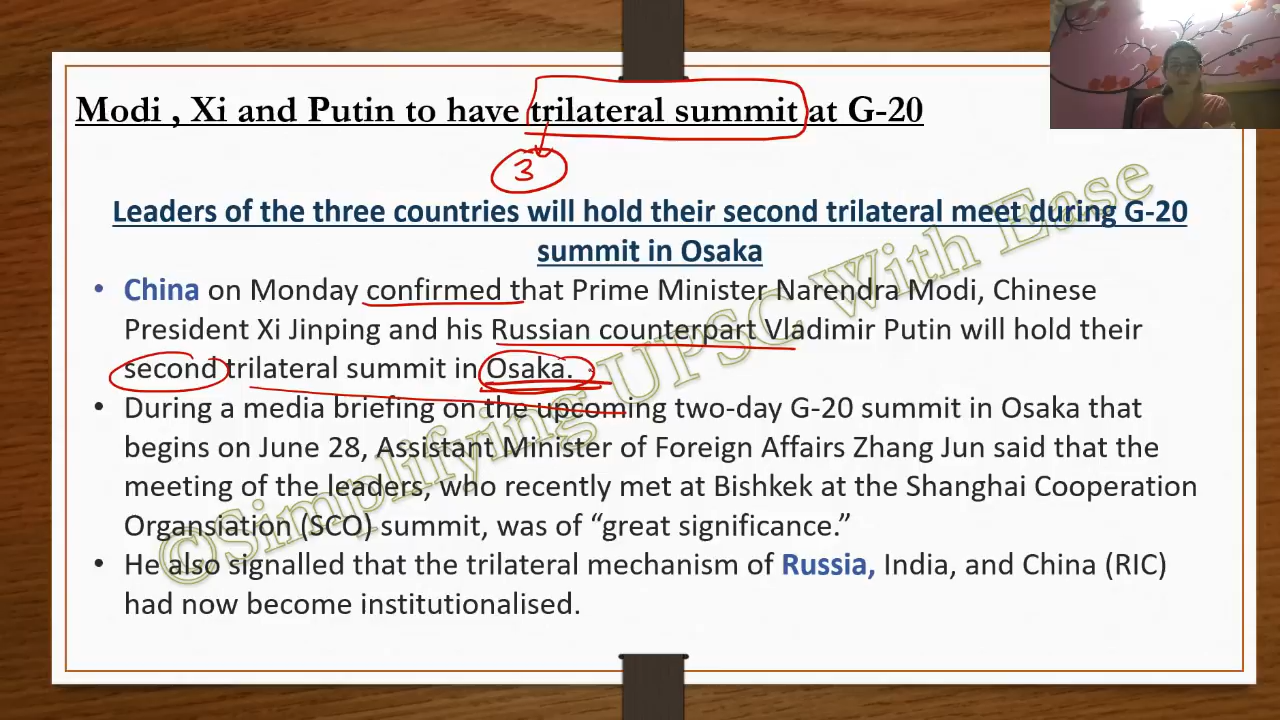 Modi , Xi and Putin to have trilateral summit at G-20
3
Leaders of the three countries will hold their second trilateral meet during G-20
summit in Osaka
• China on Monday confirmed that Prime Minister Narendra Modi, Chinese
President Xi Jinping and his Russian counterpart Vladimir Putin will hold their
second trilateral summit in Osaka.
• During a media briefing on the upcoming two-day G-20 summit in Osaka that
begins on June 28, Assistant Minister of Foreign Affairs Zhang Jun said that the
meeting of the leaders, who recently met at Bishkek at the Shanghai Cooperation
Organsiation (SCO) summit, was of “great significance.”
• He also signalled that the trilateral mechanism of Russia, India, and China (RIC)
had now become institutionalised.
©Simplifying UPSC With Ease